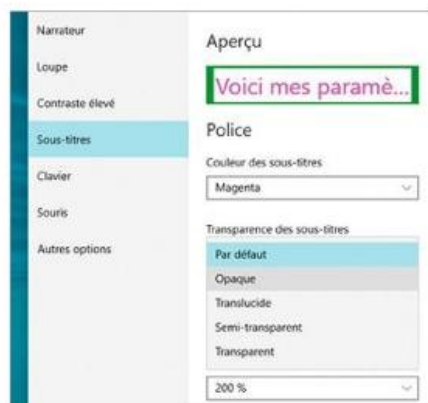 Narrateur
Loupe
Contraste élevé
Sous-titres
Clavier
Souris
Autres options
Aperçu
Voici mes paramè...
Police
Couleur des sous-titres
Magenta
Transparence des sous-titres
Par défaut
Opaque
Translucide
Semi-transparent
Transparent
200 %